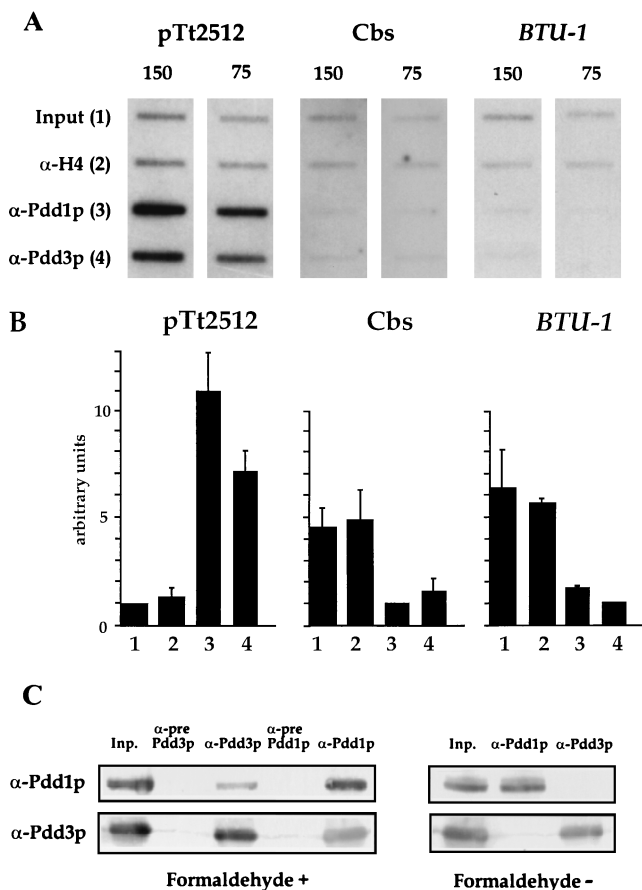 A
pTt2512 Cbs BTU-1
150 75 150 75 150 75
Input (1)
α-H4 (2)
α-Pdd1p (3)
α-Pdd3p (4)
B
pTt2512 Cbs BTU-1
arbitrary units
10
5
0
1 2 3 4 1 2 3 4 1 2 3 4
C
Inp. α-pre Pdd3p α-Pdd3p α-pre Pdd1p α-Pdd1p Inp. α-Pdd1p α-Pdd3p
α-Pdd1p
α-Pdd3p
Formaldehyde + Formaldehyde -